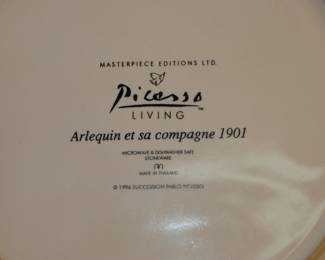 MASTERPIECE EDITIONS LTD.
Picasso™
LIVING
Arlequin et sa compagne 1901
MICROWAVE & DISHWASHER SAFE
STONEWARE
MADE IN THAILAND
© 1996 SUCCESSION PABLO PICASSO